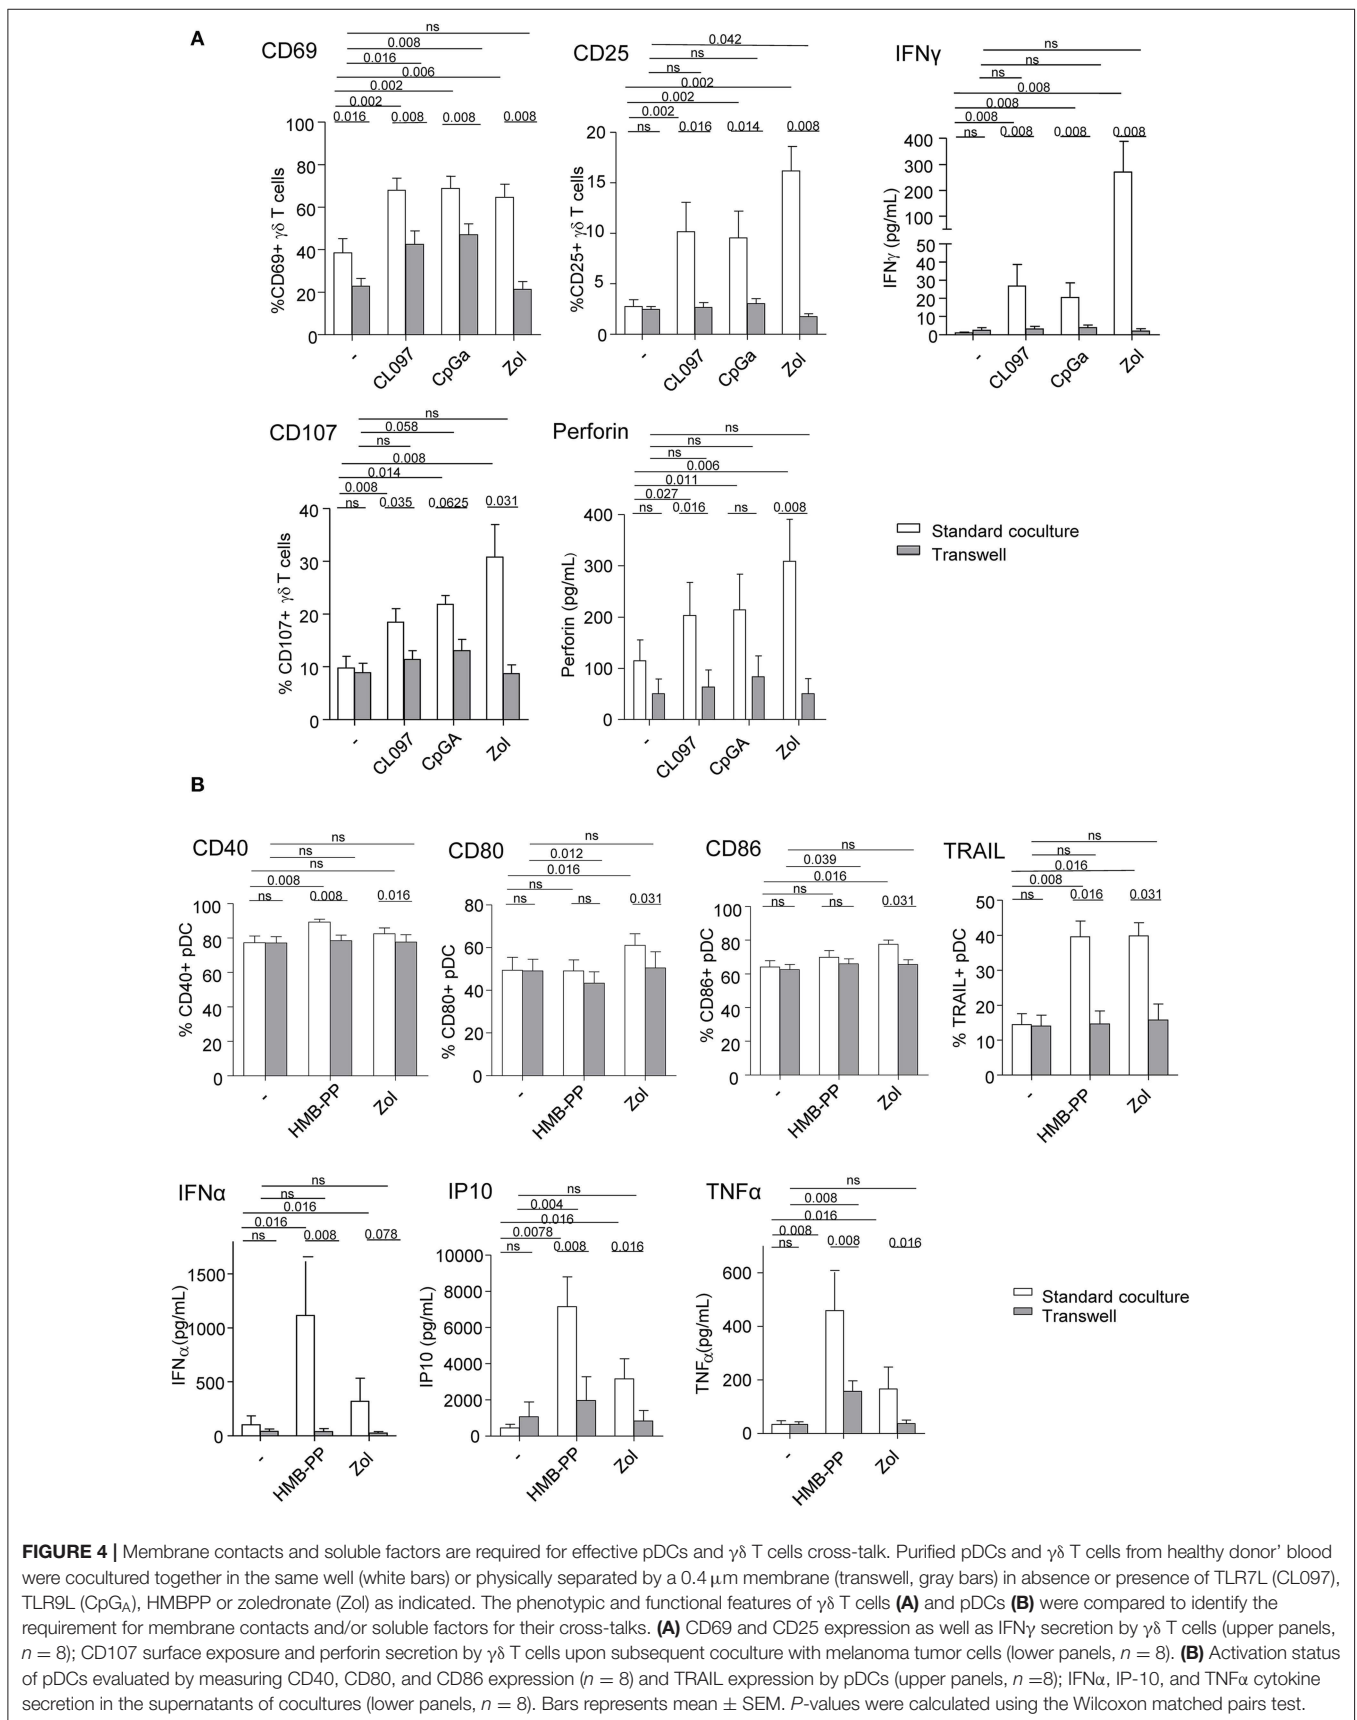 A
CD69
ns
0.008
0.016
0.006
0.002
0.002
0.016 0.008 0.008 0.008
100
80
60
40
20
0
%CD69+ γδ T cells
- CL097 CpGa Zol
CD25
0.042
ns
ns
0.002
0.002
0.002
ns 0.016 0.014 0.008
20
15
10
5
0
%CD25+ γδ T cells
- CL097 CpGa Zol
IFNγ
ns
ns
ns
0.008
0.008
0.008
ns 0.008 0.008 0.008
400
300
200
100
50
40
30
20
10
0
IFNγ (pg/mL)
- CL097 CpGa Zol
CD107
ns
0.058
ns
0.008
0.014
0.008
ns 0.035 0.0625 0.031
40
30
20
10
0
% CD107+ γδ T cells
- CL097 CpGA Zol
Perforin
ns
ns
ns
0.006
0.011
0.027
ns 0.016 ns 0.008
400
300
200
100
0
Perforin (pg/mL)
- CL097 CpGA Zol
Standard coculture
Transwell
B
CD40
ns
ns
ns
0.008
ns 0.008 0.016
100
80
60
40
20
0
% CD40+ pDC
- HMB-PP Zol
CD80
ns
0.012
0.016
ns
ns ns 0.031
80
60
40
20
0
% CD80+ pDC
- HMB-PP Zol
CD86
ns
0.039
0.016
ns
ns ns 0.031
100
80
60
40
20
0
% CD86+ pDC
- HMB-PP Zol
TRAIL
ns
ns
0.016
0.008
ns 0.016 0.031
50
40
30
20
10
0
% TRAIL+ pDC
- HMB-PP Zol
IFNα
ns
ns
0.016
0.016
ns 0.008 0.078
1500
1000
500
0
IFNα(pg/mL)
- HMB-PP Zol
IP10
ns
0.004
0.016
0.0078
ns 0.008 0.016
10000
8000
6000
4000
2000
0
IP10 (pg/mL)
- HMB-PP Zol
TNFα
ns
0.008
0.016
0.008
ns 0.008 0.016
600
400
200
0
TNFα(pg/mL)
- HMB-PP Zol
Standard coculture
Transwell
FIGURE 4 | Membrane contacts and soluble factors are required for effective pDCs and γδ T cells cross-talk. Purified pDCs and γδ T cells from healthy donor' blood
were cocultured together in the same well (white bars) or physically separated by a 0.4 μm membrane (transwell, gray bars) in absence or presence of TLR7L (CL097),
TLR9L (CpGA), HMBPP or zoledronate (Zol) as indicated. The phenotypic and functional features of γδ T cells (A) and pDCs (B) were compared to identify the
requirement for membrane contacts and/or soluble factors for their cross-talks. (A) CD69 and CD25 expression as well as IFNγ secretion by γδ T cells (upper panels,
n = 8); CD107 surface exposure and perforin secretion by γδ T cells upon subsequent coculture with melanoma tumor cells (lower panels, n = 8). (B) Activation status
of pDCs evaluated by measuring CD40, CD80, and CD86 expression (n = 8) and TRAIL expression by pDCs (upper panels, n =8); IFNα, IP-10, and TNFα cytokine
secretion in the supernatants of cocultures (lower panels, n = 8). Bars represents mean ± SEM. P-values were calculated using the Wilcoxon matched pairs test.